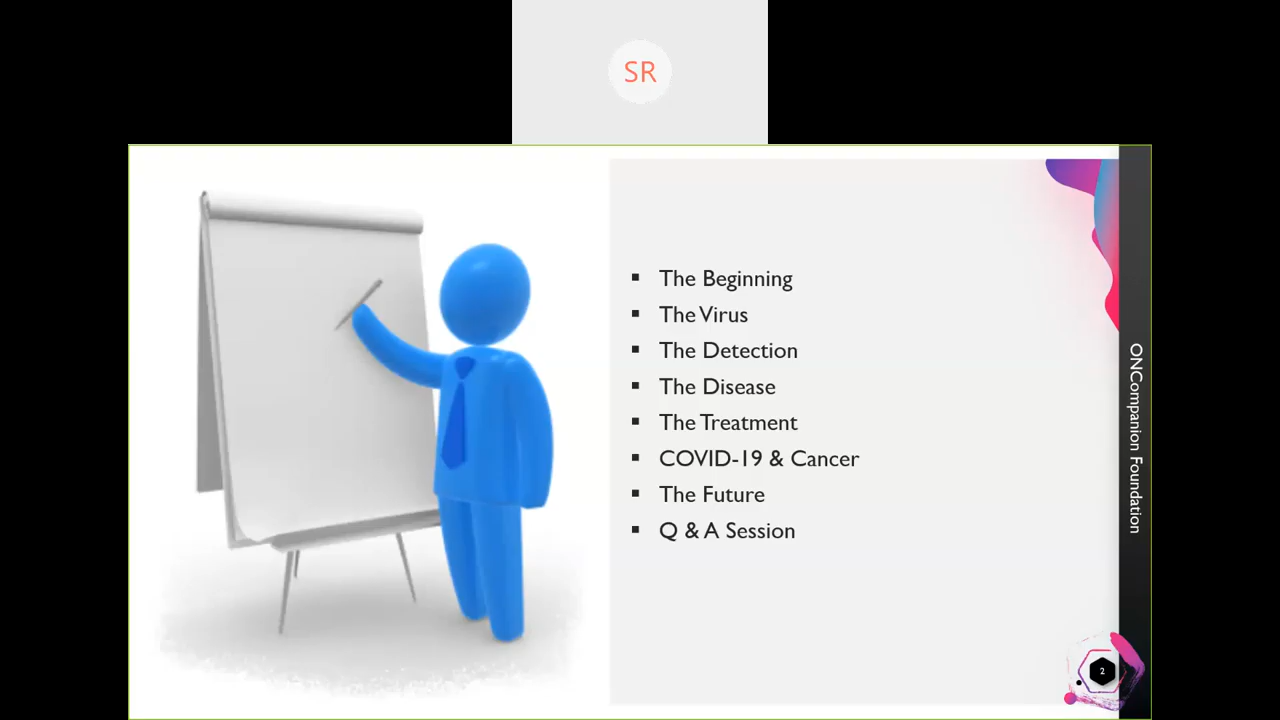 SR
The Beginning
The Virus
The Detection
The Disease
The Treatment
COVID-19 & Cancer
The Future
Q & A Session
ONCompanion Foundation
2